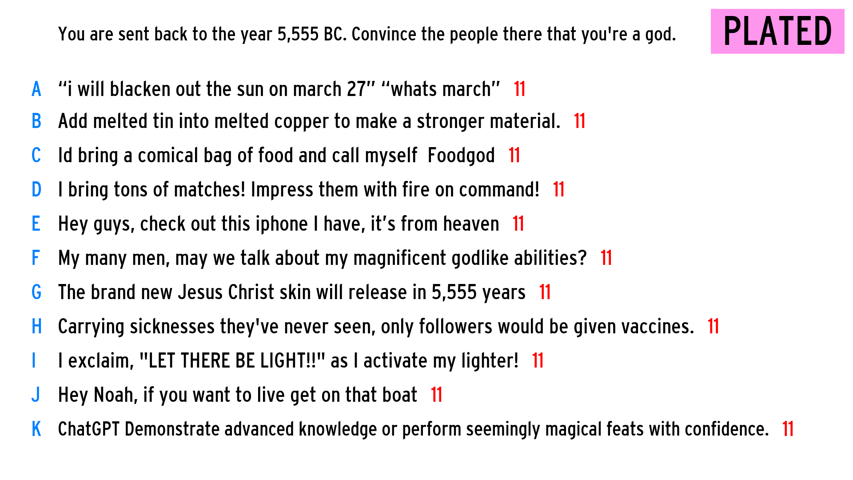 You are sent back to the year 5,555 BC. Convince the people there that you're a god.
PLATED
A “i will blacken out the sun on march 27” “whats march” 11
B Add melted tin into melted copper to make a stronger material. 11
C Id bring a comical bag of food and call myself  Foodgod 11
D I bring tons of matches! Impress them with fire on command! 11
E Hey guys, check out this iphone I have, it’s from heaven 11
F My many men, may we talk about my magnificent godlike abilities? 11
G The brand new Jesus Christ skin will release in 5,555 years 11
H Carrying sicknesses they've never seen, only followers would be given vaccines. 11
I I exclaim, "LET THERE BE LIGHT!!" as I activate my lighter! 11
J Hey Noah, if you want to live get on that boat 11
K ChatGPT Demonstrate advanced knowledge or perform seemingly magical feats with confidence. 11